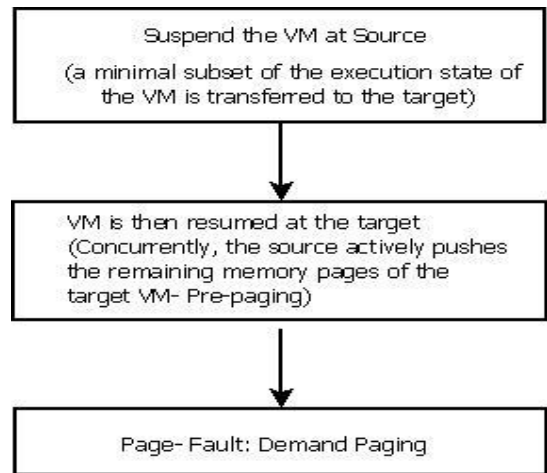 Suspend the VM at Source
(a minimal subset of the execution state of
the VM is transferred to the target)
VM is then resumed at the target
(Concurrently, the source actively pushes
the remaining memory pages of the
target VM- Pre-paging)
Page- Fault: Demand Paging